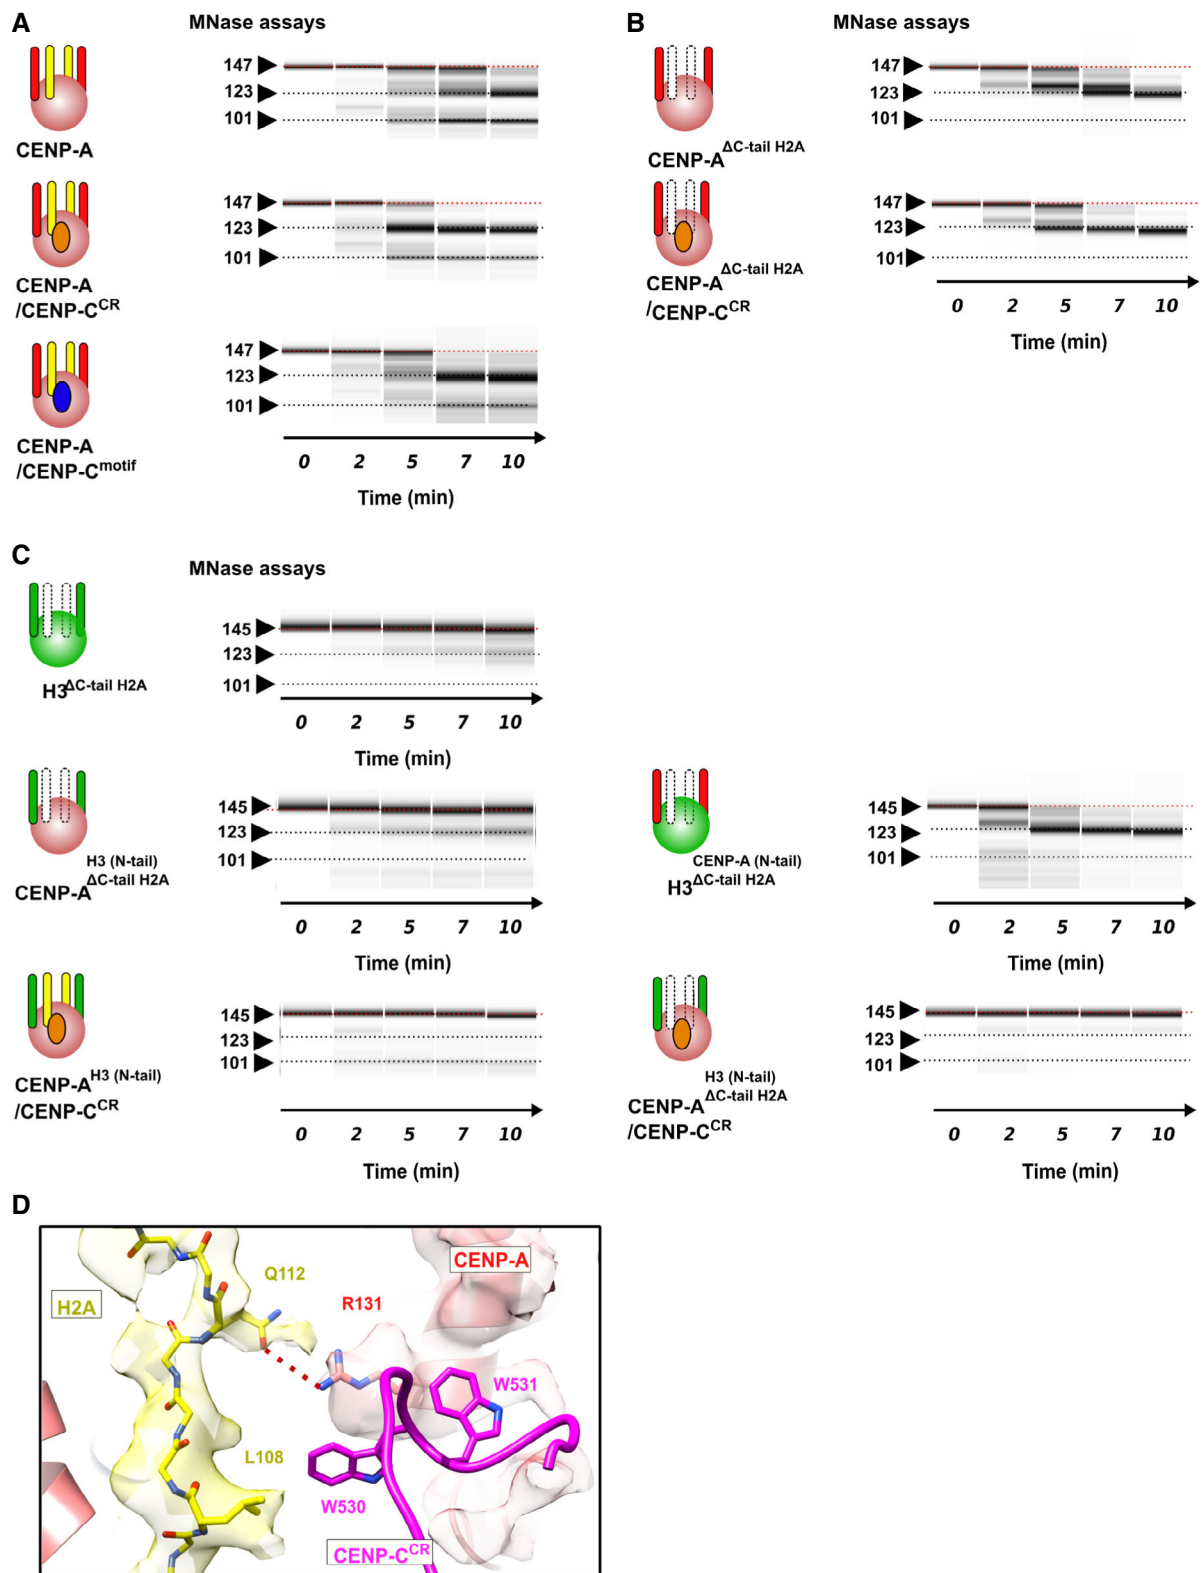 A
MNase assays
147
123
101
CENP-A
147
123
101
CENP-A
/CENP-C^CR
147
123
101
CENP-A
/CENP-C^motif
0 2 5 7 10
Time (min)
B
MNase assays
147
123
101
CENP-A^ΔC-tail H2A
147
123
101
CENP-A^ΔC-tail H2A
/CENP-C^CR
0 2 5 7 10
Time (min)
C
MNase assays
145
123
101
H3^ΔC-tail H2A
0 2 5 7 10
Time (min)
145
123
101
H3 (N-tail)
ΔC-tail H2A
CENP-A
0 2 5 7 10
Time (min)
145
123
101
CENP-A (N-tail)
ΔC-tail H2A
H3
0 2 5 7 10
Time (min)
145
123
101
CENP-A^H3 (N-tail)
/CENP-C^CR
0 2 5 7 10
Time (min)
145
123
101
H3 (N-tail)
ΔC-tail H2A
CENP-A
/CENP-C^CR
0 2 5 7 10
Time (min)
D
CENP-A
Q112
H2A
R131
W531
L108
W530
CENP-C^CR